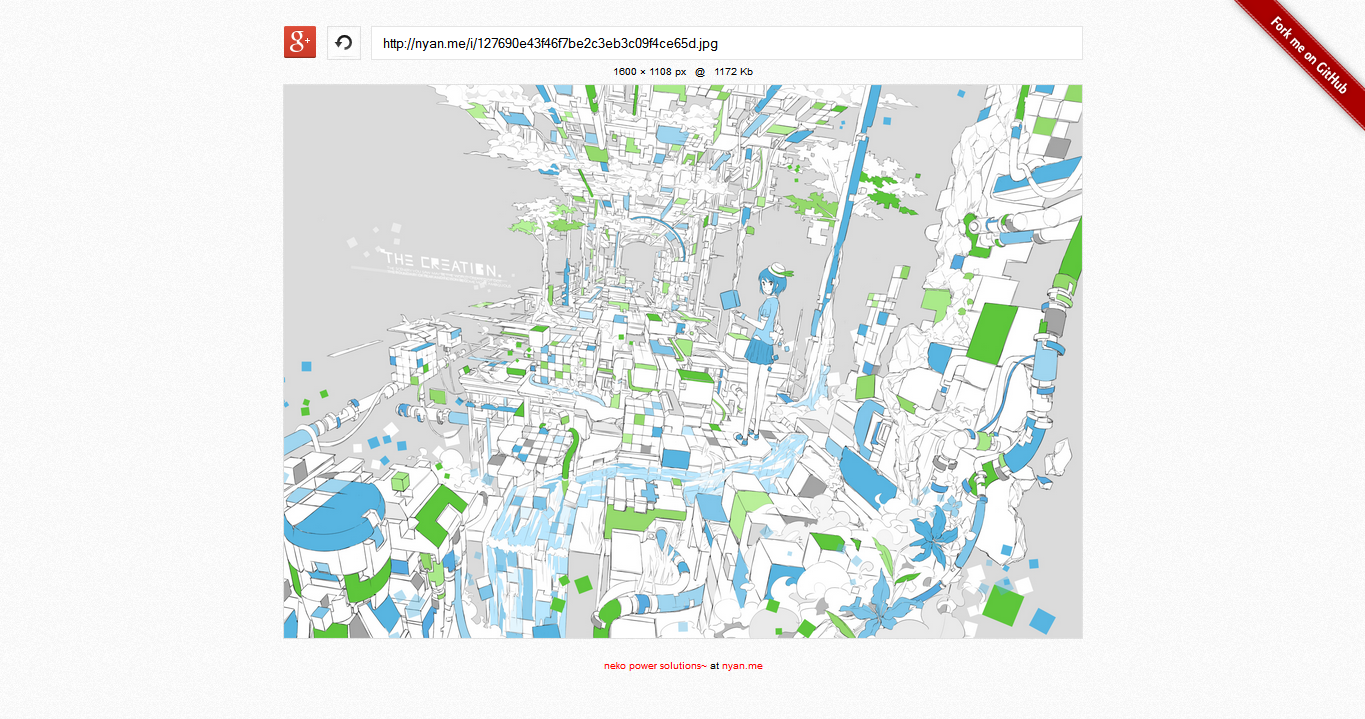 g+
http://nyan.me/i/127690e43f46f7be2c3eb3c09f4ce65d.jpg
Fork me on GitHub
1600 × 1108 px @ 1172 Kb
THE CREATION.
neko power solutions~ at nyan.me